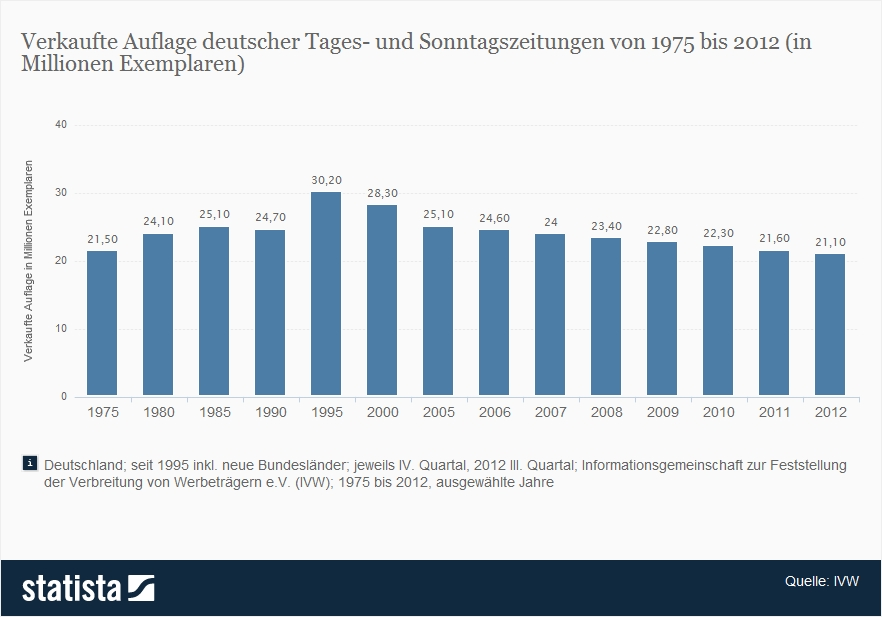 Verkaufte Auflage deutscher Tages- und Sonntagszeitungen von 1975 bis 2012 (in
Millionen Exemplaren)
Verkaufte Auflage in Millionen Exemplaren
40
30
20
10
0
21,50
24,10
25,10
24,70
30,20
28,30
25,10
24,60
24
23,40
22,80
22,30
21,60
21,10
1975 1980 1985 1990 1995 2000 2005 2006 2007 2008 2009 2010 2011 2012
i Deutschland; seit 1995 inkl. neue Bundesländer; jeweils IV. Quartal, 2012 III. Quartal; Informationsgemeinschaft zur Feststellung
der Verbreitung von Werbeträgern e.V. (IVW); 1975 bis 2012, ausgewählte Jahre
statista
Quelle: IVW